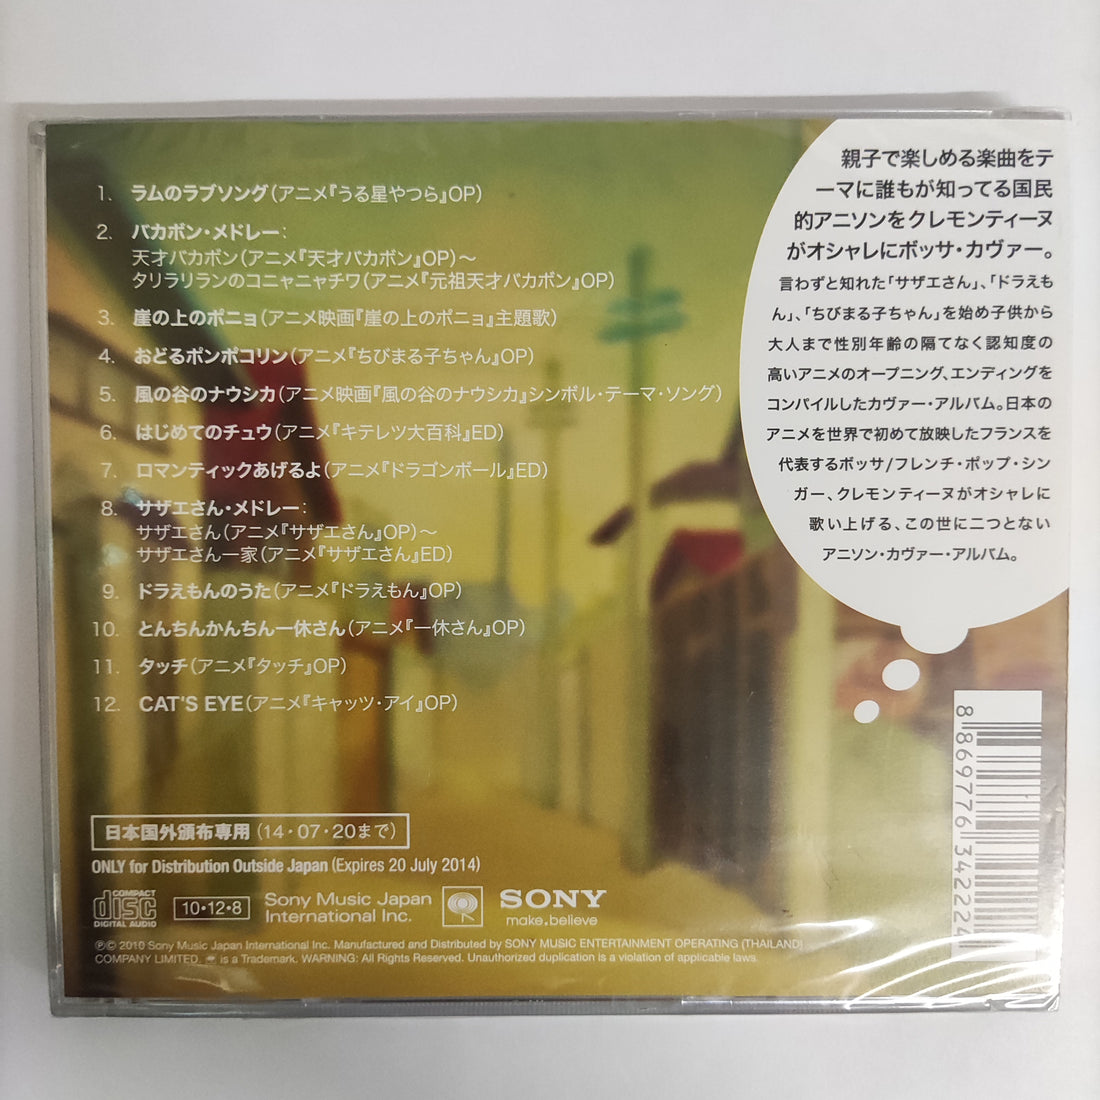 1. ラムのラブソング(アニメ『うる星やつら』OP)
2. バカボン・メドレー：
天才バカボン(アニメ『天才バカボン』OP)～
タリラリランのコニャニャチワ(アニメ『元祖天才バカボン』OP)
3. 崖の上のポニョ(アニメ映画『崖の上のポニョ』主題歌)
4. おどるポンポコリン(アニメ『ちびまる子ちゃん』OP)
5. 風の谷のナウシカ(アニメ映画『風の谷のナウシカ』シンボル・テーマ・ソング)
6. はじめてのチュウ(アニメ『キテレツ大百科』ED)
7. ロマンティックあげるよ(アニメ『ドラゴンボール』ED)
8. サザエさん・メドレー：
サザエさん(アニメ『サザエさん』OP)～
サザエさん一家(アニメ『サザエさん』ED)
9. ドラえもんのうた(アニメ『ドラえもん』OP)
10. とんちんかんちん一休さん(アニメ『一休さん』OP)
11. タッチ(アニメ『タッチ』OP)
12. CAT'S EYE(アニメ『キャッツ・アイ』OP)
親子で楽しめる楽曲をテ
ーマに誰もが知ってる国民
的アニソンをクレモンティーヌ
がオシャレにボッサ・カヴァー。
言わずと知れた「サザエさん」、「ドラえも
ん」、「ちびまる子ちゃん」を始め子供から
大人まで性別年齢の隔てなく認知度の
高いアニメのオープニング、エンディングを
コンパイルしたカヴァー・アルバム。日本の
アニメを世界で初めて放映したフランスを
代表するボッサ/フレンチ・ポップ・シン
ガー、クレモンティーヌがオシャレに
歌い上げる、この世に二つとない
アニソン・カヴァー・アルバム。
日本国外頒布専用(14・07・20まで)
ONLY for Distribution Outside Japan (Expires 20 July 2014)
COMPACT
disc
DIGITAL AUDIO
10・12・8
Sony Music Japan
International Inc.
SONY
make.believe
℗© 2010 Sony Music Japan International Inc. Manufactured and Distributed by SONY MUSIC ENTERTAINMENT OPERATING (THAILAND)
COMPANY LIMITED. is a Trademark. WARNING: All Rights Reserved. Unauthorized duplication is a violation of applicable laws.
8 86977 63422